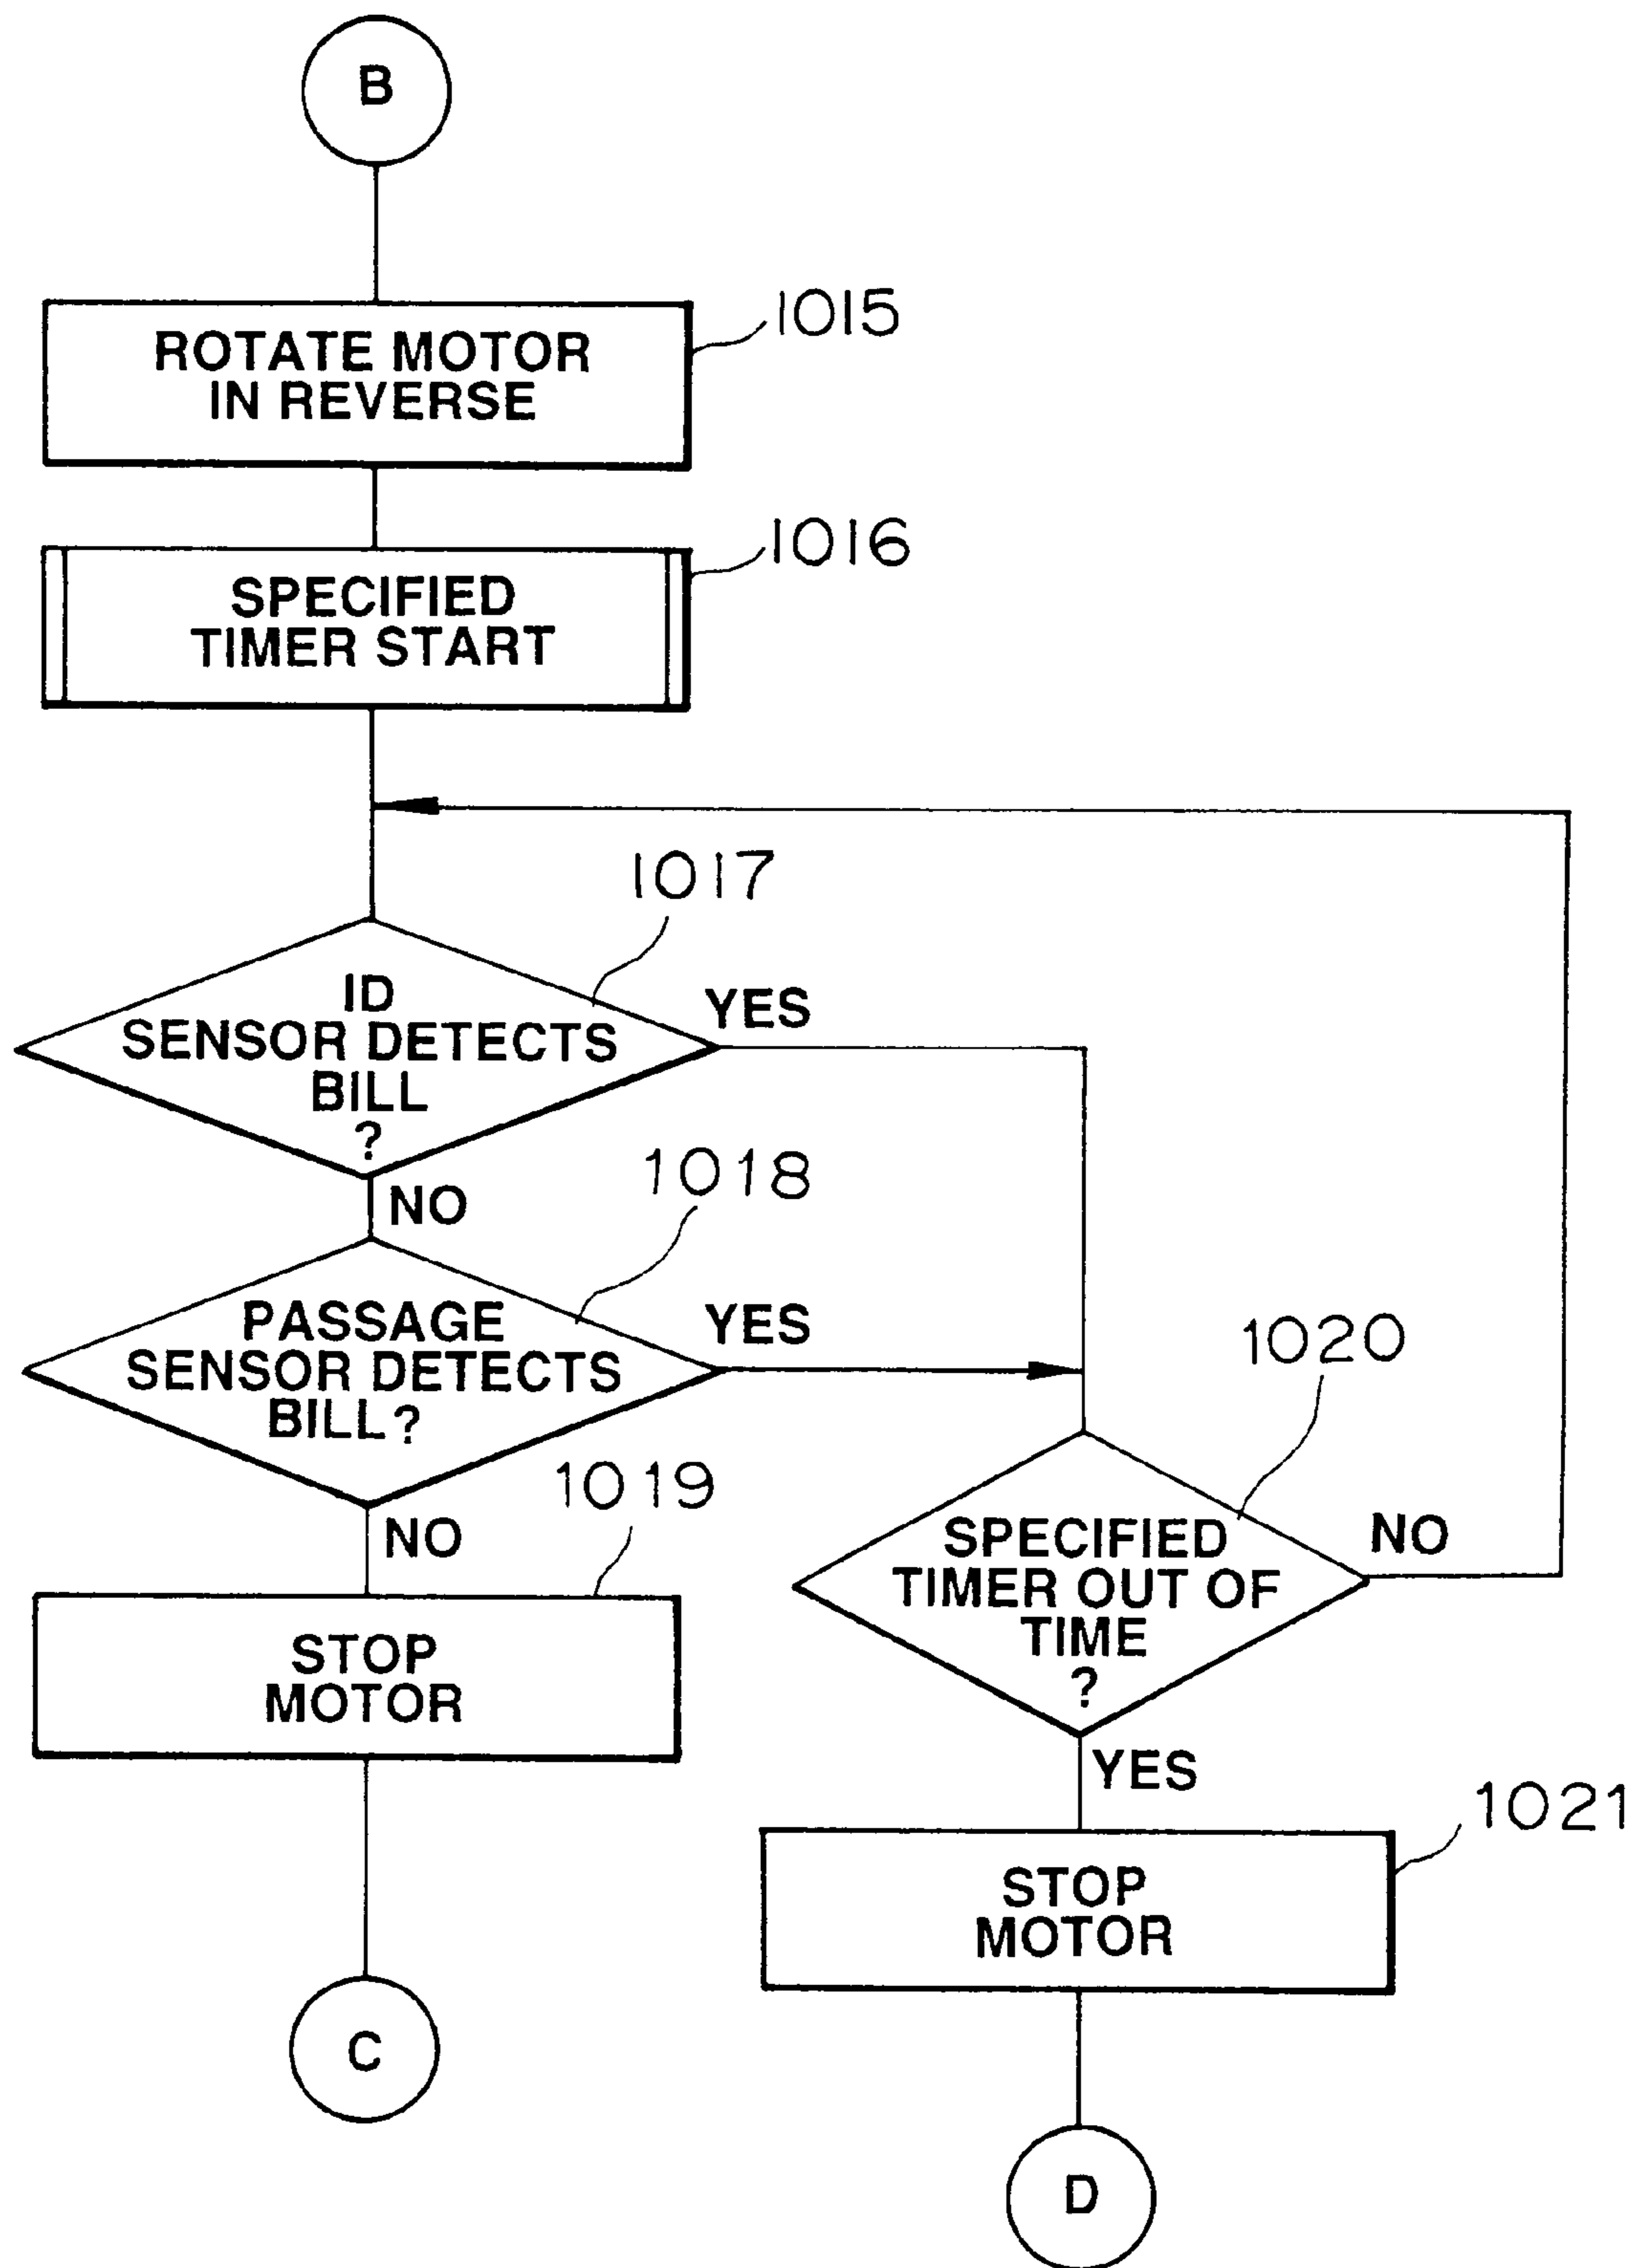 B
1015
ROTATE MOTOR
IN REVERSE
1016
SPECIFIED
TIMER START
1017
ID
SENSOR DETECTS
BILL
?
YES
NO
1018
PASSAGE
SENSOR DETECTS
BILL?
YES
NO
1019
STOP
MOTOR
C
1020
SPECIFIED
TIMER OUT OF
TIME
?
NO
YES
1021
STOP
MOTOR
D